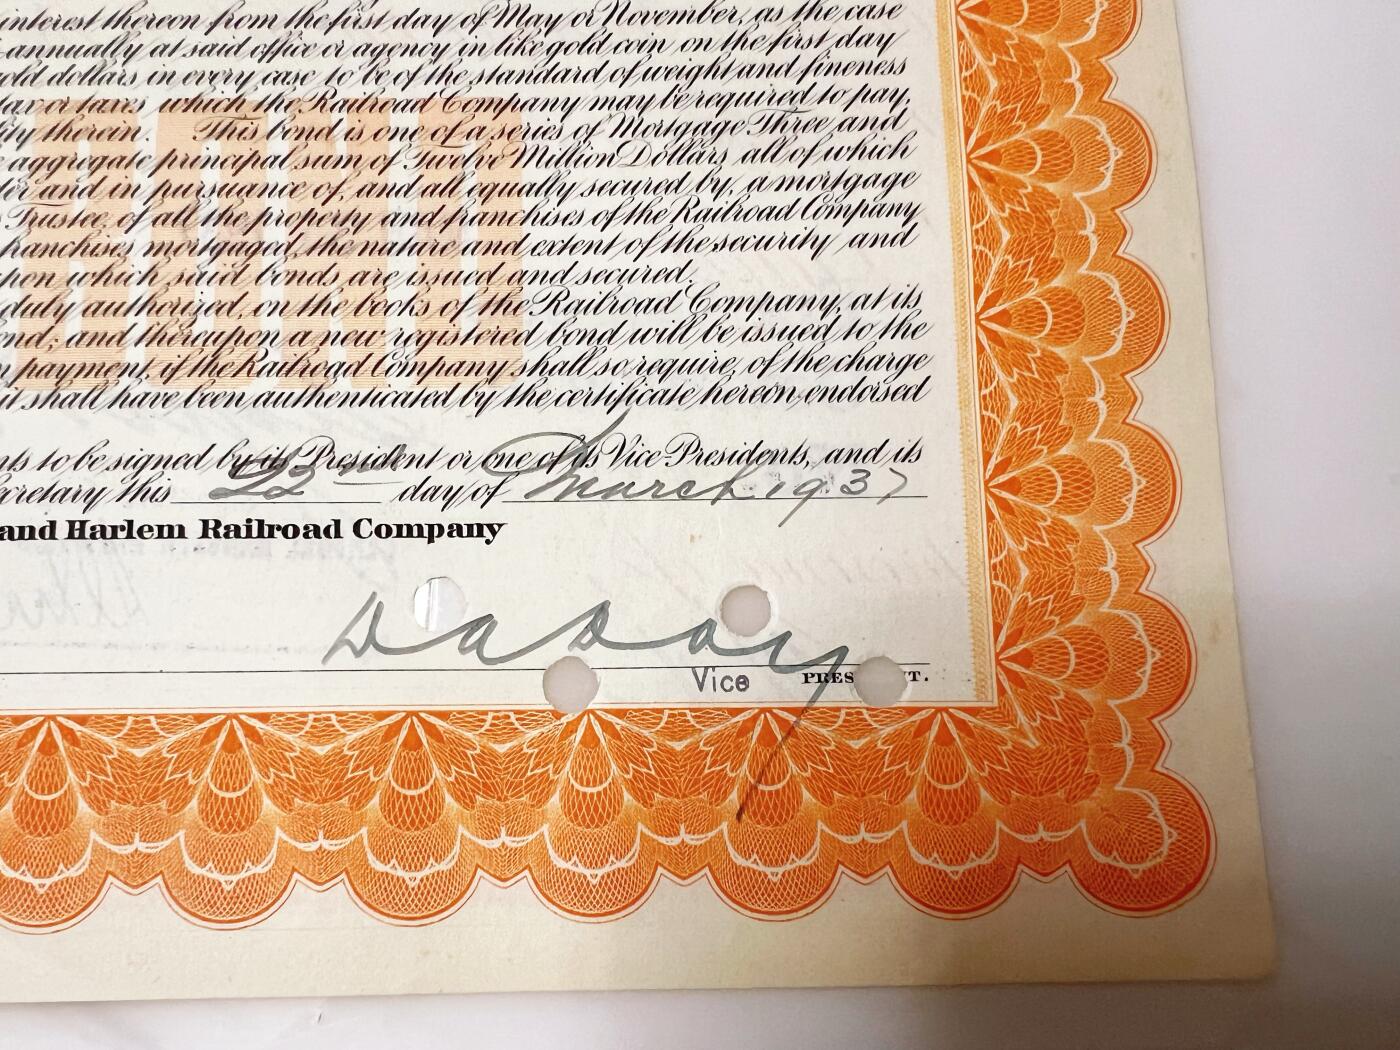 interest thereon from the first day of May or November, as the case
annually at said office or agency in like gold coin on the first day
gold dollars in every case to be of the standard of weight and fineness
tax or taxes which the Railroad Company may be required to pay,
therein. This bond is one of a series of Mortgage Three and
aggregate principal sum of Twelve Million Dollars all of which
and in pursuance of, and all equally secured by, a mortgage
Trustee, of all the property and franchises of the Railroad Company
franchises mortgaged, the nature and extent of the security and
upon which said bonds are issued and secured.
duly authorized, on the books of the Railroad Company, at its
and thereupon a new registered bond will be issued to the
payment, if the Railroad Company shall so require, of the charge
it shall have been authenticated by the certificate hereon endorsed
BOND
to be signed by its President or one of its Vice-Presidents, and its
Secretary this 22nd day of March 1937
and Harlem Railroad Company
Vice PRES T.